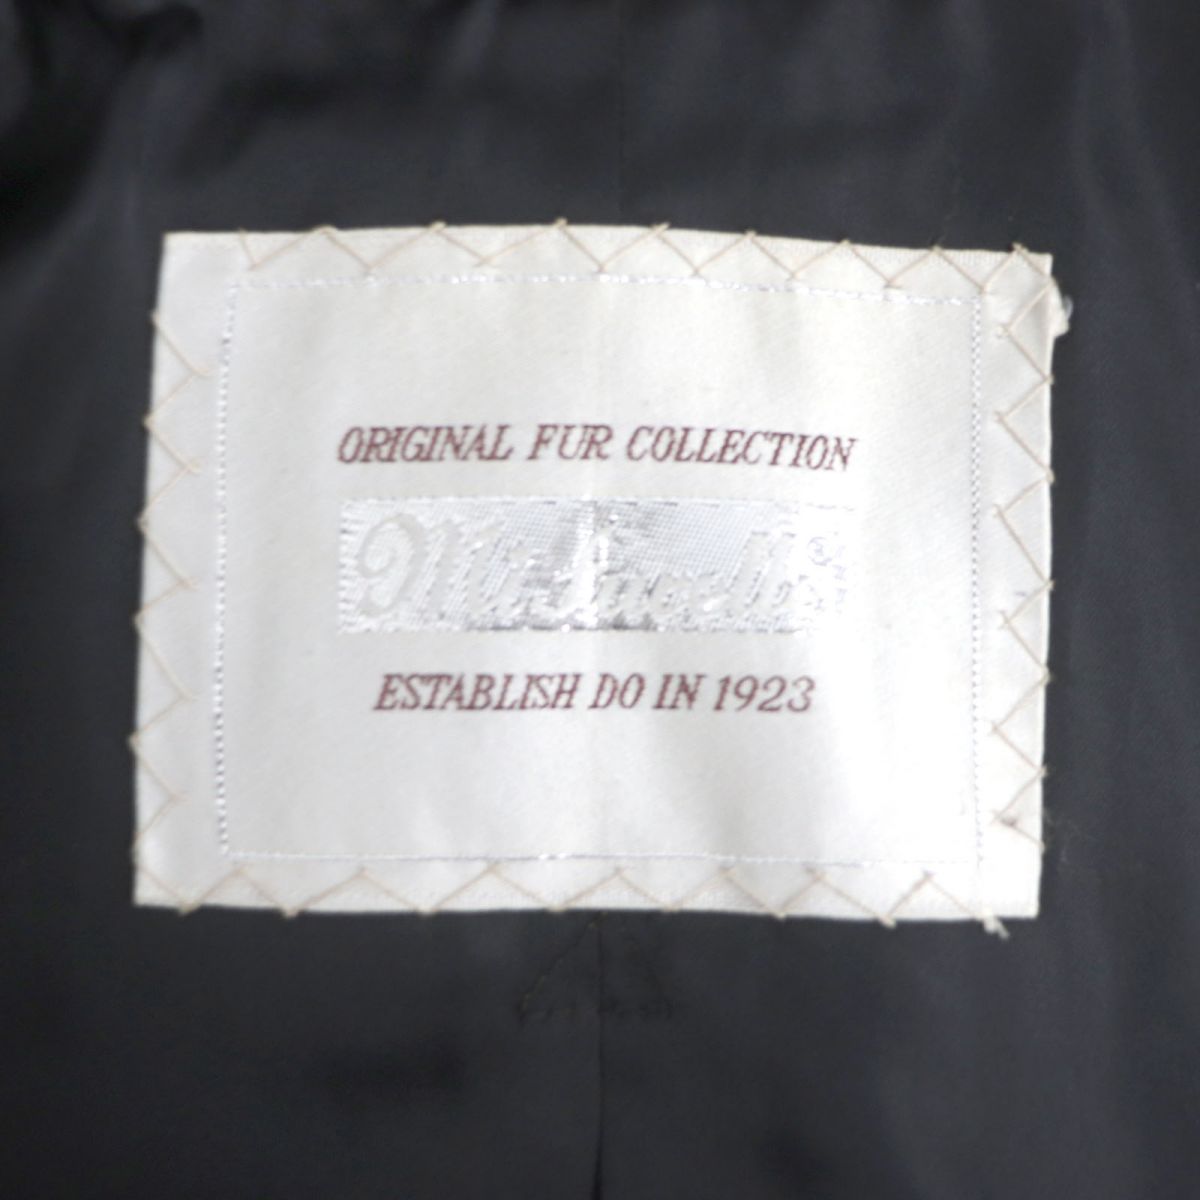 ORIGINAL FUR COLLECTION
ESTABLISH DO IN 1923